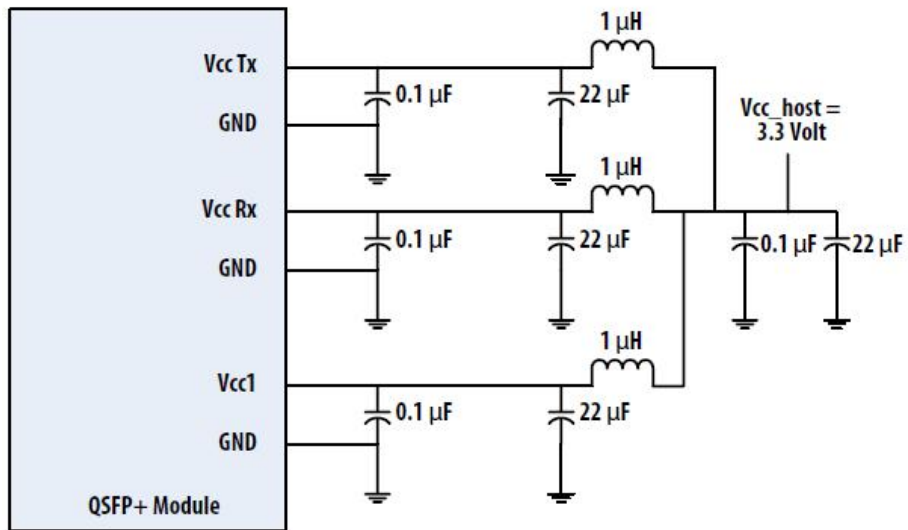 1 µH
Vcc Tx
0.1 µF
22 µF
GND
Vcc_host =
3.3 Volt
1 µH
Vcc Rx
0.1 µF
22 µF
0.1 µF
22 µF
GND
1 µH
Vcc1
0.1 µF
22 µF
GND
QSFP+ Module